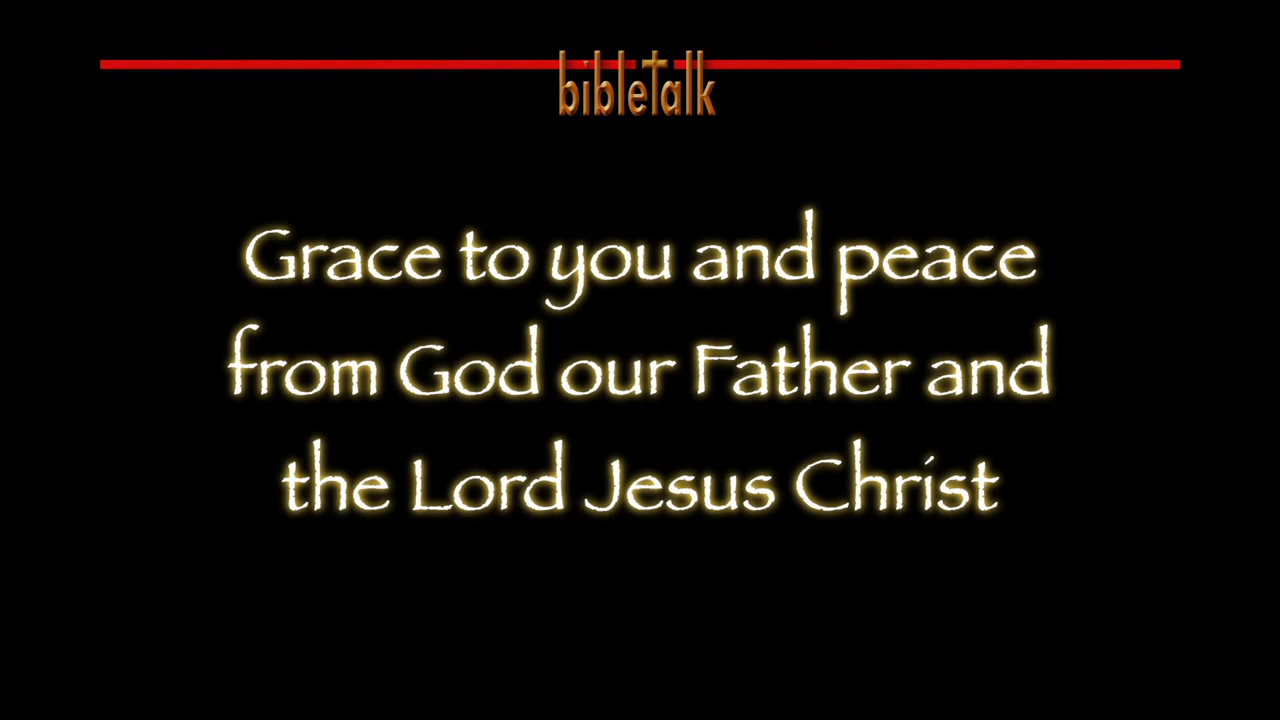 bibleTalk
Grace to you and peace
from God our Father and
the Lord Jesus Christ